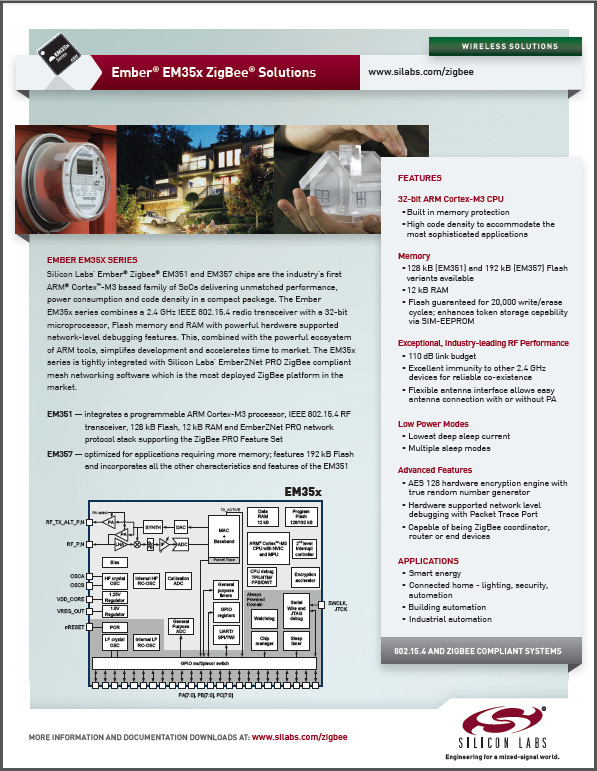 EM35x
Series
ARM
WIRELESS SOLUTIONS
Ember® EM35x ZigBee® Solutions
www.silabs.com/zigbee
EMBER EM35X SERIES
Silicon Labs' Ember® Zigbee® EM351 and EM357 chips are the industry's first
ARM® Cortex™-M3 based family of SoCs delivering unmatched performance,
power consumption and code density in a compact package. The Ember
EM35x series combines a 2.4 GHz IEEE 802.15.4 radio transceiver with a 32-bit
microprocessor, Flash memory and RAM with powerful hardware supported
network-level debugging features. This, combined with the powerful ecosystem
of ARM tools, simplifes development and accelerates time to market. The EM35x
series is tightly integrated with Silicon Labs' EmberZNet PRO ZigBee compliant
mesh networking software which is the most deployed ZigBee platform in the
market.
EM351 — integrates a programmable ARM Cortex-M3 processor, IEEE 802.15.4 RF
transceiver, 128 kB Flash, 12 kB RAM and EmberZNet PRO network
protocol stack supporting the ZigBee PRO Feature Set
EM357 — optimized for applications requiring more memory; features 192 kB Flash
and incorporates all the other characteristics and features of the EM351
FEATURES
32-bit ARM Cortex-M3 CPU
• Built in memory protection
• High code density to accommodate the
most sophisticated applications
Memory
• 128 kB (EM351) and 192 kB (EM357) Flash
variants available
• 12 kB RAM
• Flash guaranteed for 20,000 write/erase
cycles; enhances token storage capability
via SIM-EEPROM
Exceptional, Industry-leading RF Performance
• 110 dB link budget
• Excellent immunity to other 2.4 GHz
devices for reliable co-existence
• Flexible antenna interface allows easy
antenna connection with or without PA
Low Power Modes
• Lowest deep sleep current
• Multiple sleep modes
Advanced Features
• AES 128 hardware encryption engine with
true random number generator
• Hardware supported network level
debugging with Packet Trace Port
• Capable of being ZigBee coordinator,
router or end devices
APPLICATIONS
• Smart energy
• Connected home - lighting, security,
automation
• Building automation
• Industrial automation
802.15.4 AND ZIGBEE COMPLIANT SYSTEMS
EM35x
PA select
TX_ACTIVE
RF_TX_ALT_P,N
PA
PA
SYNTH
DAC
RF_P,N
LNA
IF
ADC
MAC
+
Baseband
Packet Trace
Data
RAM
12 kB
Program
Flash
128/192 kB
ARM® Cortex™-M3
CPU with NVIC
and MPU
2nd level
Interrupt
controller
CPU debug
TPIU/ITM/
FPB/DWT
Encryption
accelerator
Bias
OSCA
OSCB
HF crystal
OSC
Internal HF
RC-OSC
Calibration
ADC
General
purpose
timers
VDD_CORE
1.25V
Regulator
VREG_OUT
1.8V
Regulator
GPIO
registers
Always
Powered
Domain
Watchdog
Serial
Wire and
JTAG
debug
SWCLK,
JTCK
nRESET
POR
General
Purpose
ADC
UART/
SPI/TWI
LF crystal
OSC
Internal LF
RC-OSC
Chip
manager
Sleep
timer
GPIO multiplexor switch
PA[7:0], PB[7:0], PC[7:0]
MORE INFORMATION AND DOCUMENTATION DOWNLOADS AT: www.silabs.com/zigbee
SILICON LABS
Engineering for a mixed-signal world.